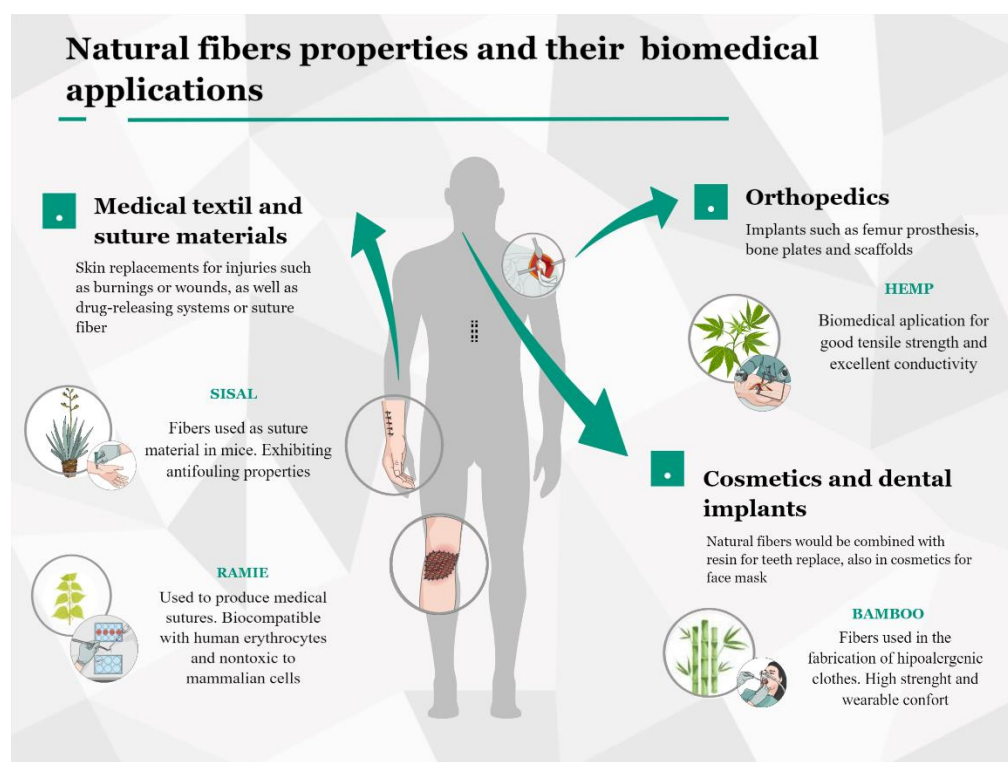 Natural fibers properties and their biomedical
applications
Medical textil and
suture materials
Skin replacements for injuries such
as burnings or wounds, as well as
drug-releasing systems or suture
fiber
SISAL
Fibers used as suture
material in mice. Exhibiting
antifouling properties
RAMIE
Used to produce medical
sutures. Biocompatible
with human erythrocytes
and nontoxic to
mammalian cells
Orthopedics
Implants such as femur prosthesis,
bone plates and scaffolds
HEMP
Biomedical aplication for
good tensile strength and
excellent conductivity
Cosmetics and dental
implants
Natural fibers would be combined with
resin for teeth replace, also in cosmetics for
face mask
BAMBOO
Fibers used in the
fabrication of hipoalergenic
clothes. High strenght and
wearable confort